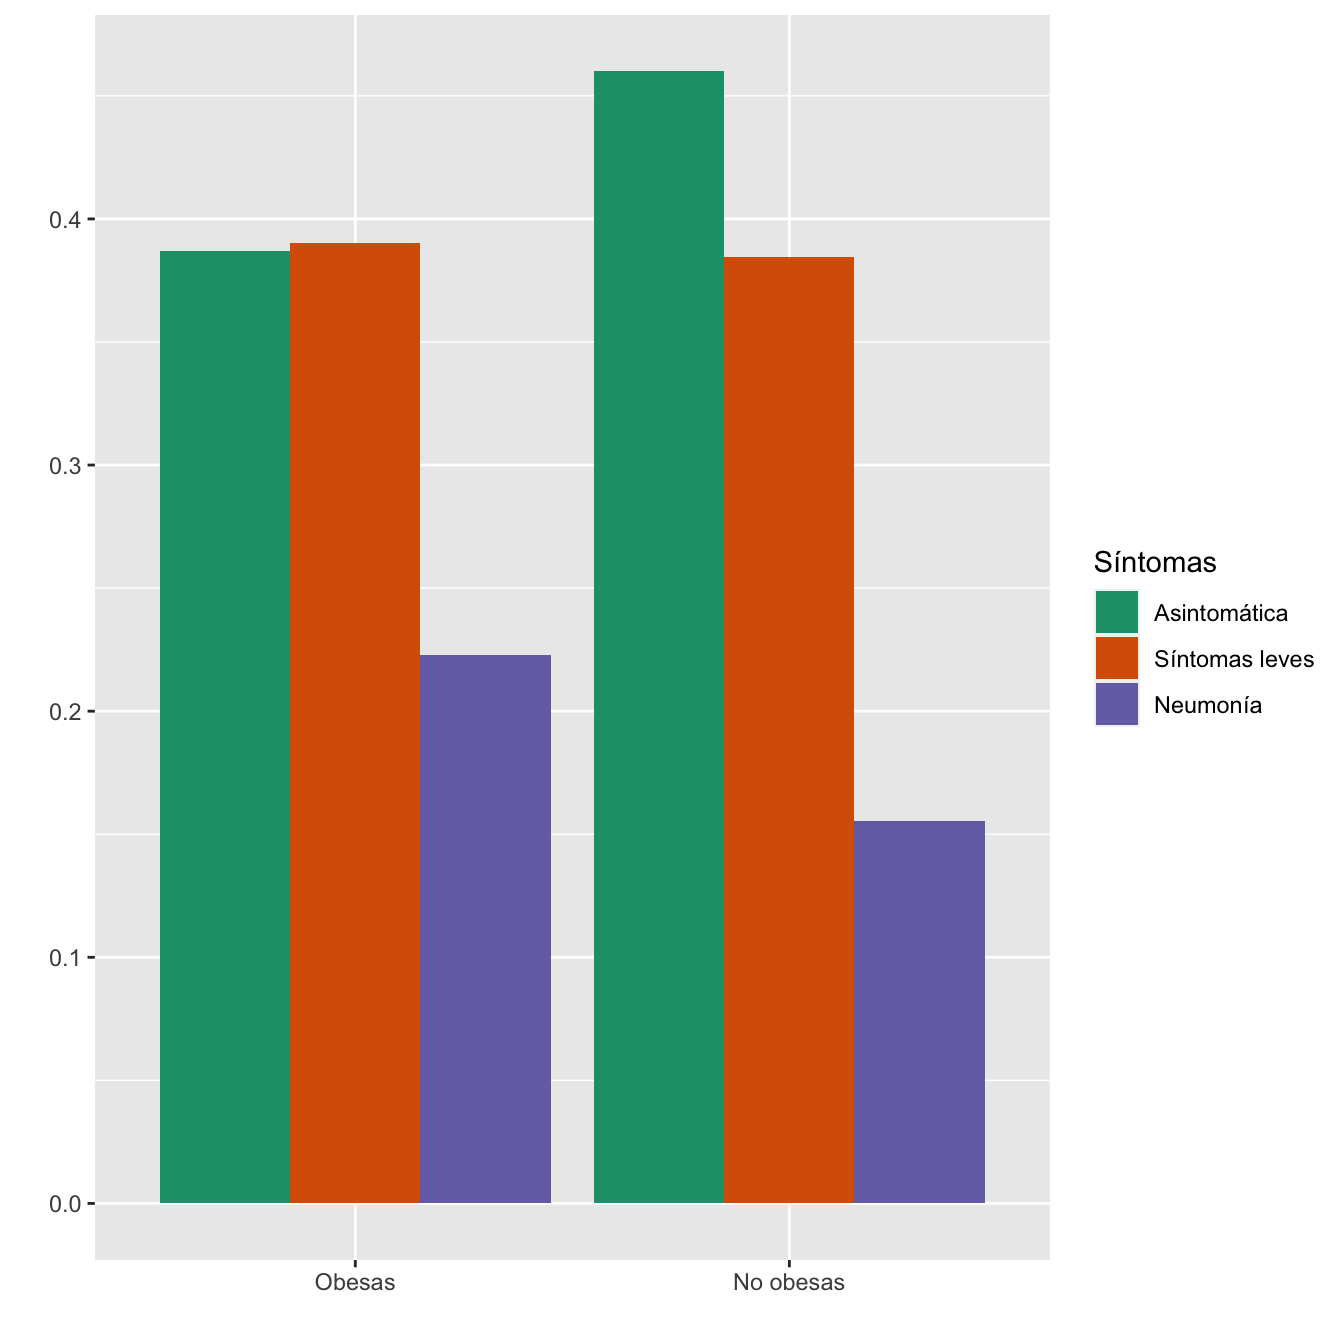 0.4
0.3
0.2
0.1
0.0
Obesas
No obesas
Síntomas
Asintomática
Síntomas leves
Neumonía